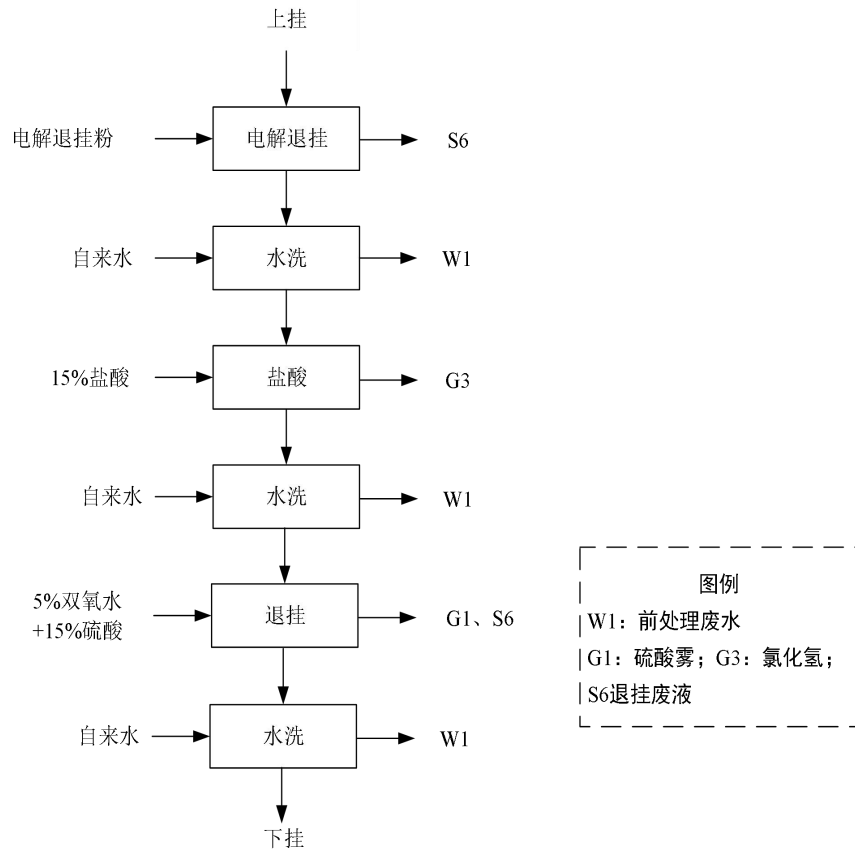 上挂
电解退挂粉
电解退挂
S6
自来水
水洗
W1
15%盐酸
盐酸
G3
自来水
水洗
W1
5%双氧水
+15%硫酸
退挂
G1、S6
自来水
水洗
W1
下挂
图例
W1：前处理废水
G1：硫酸雾；G3：氯化氢；
S6退挂废液